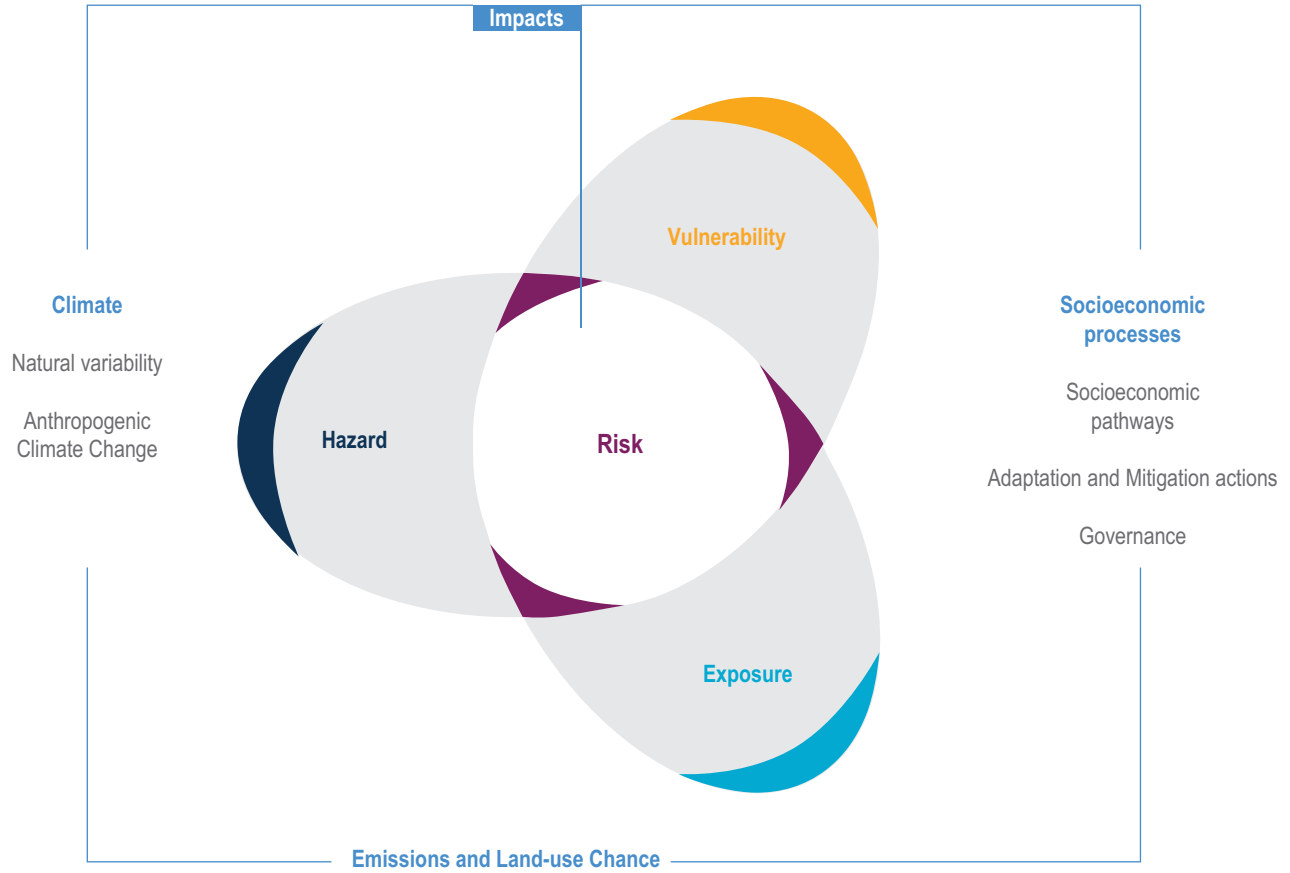 Impacts
Vulnerability
Climate
Natural variability
Anthropogenic
Climate Change
Hazard
Risk
Socioeconomic
processes
Socioeconomic
pathways
Adaptation and Mitigation actions
Governance
Exposure
Emissions and Land-use Chance